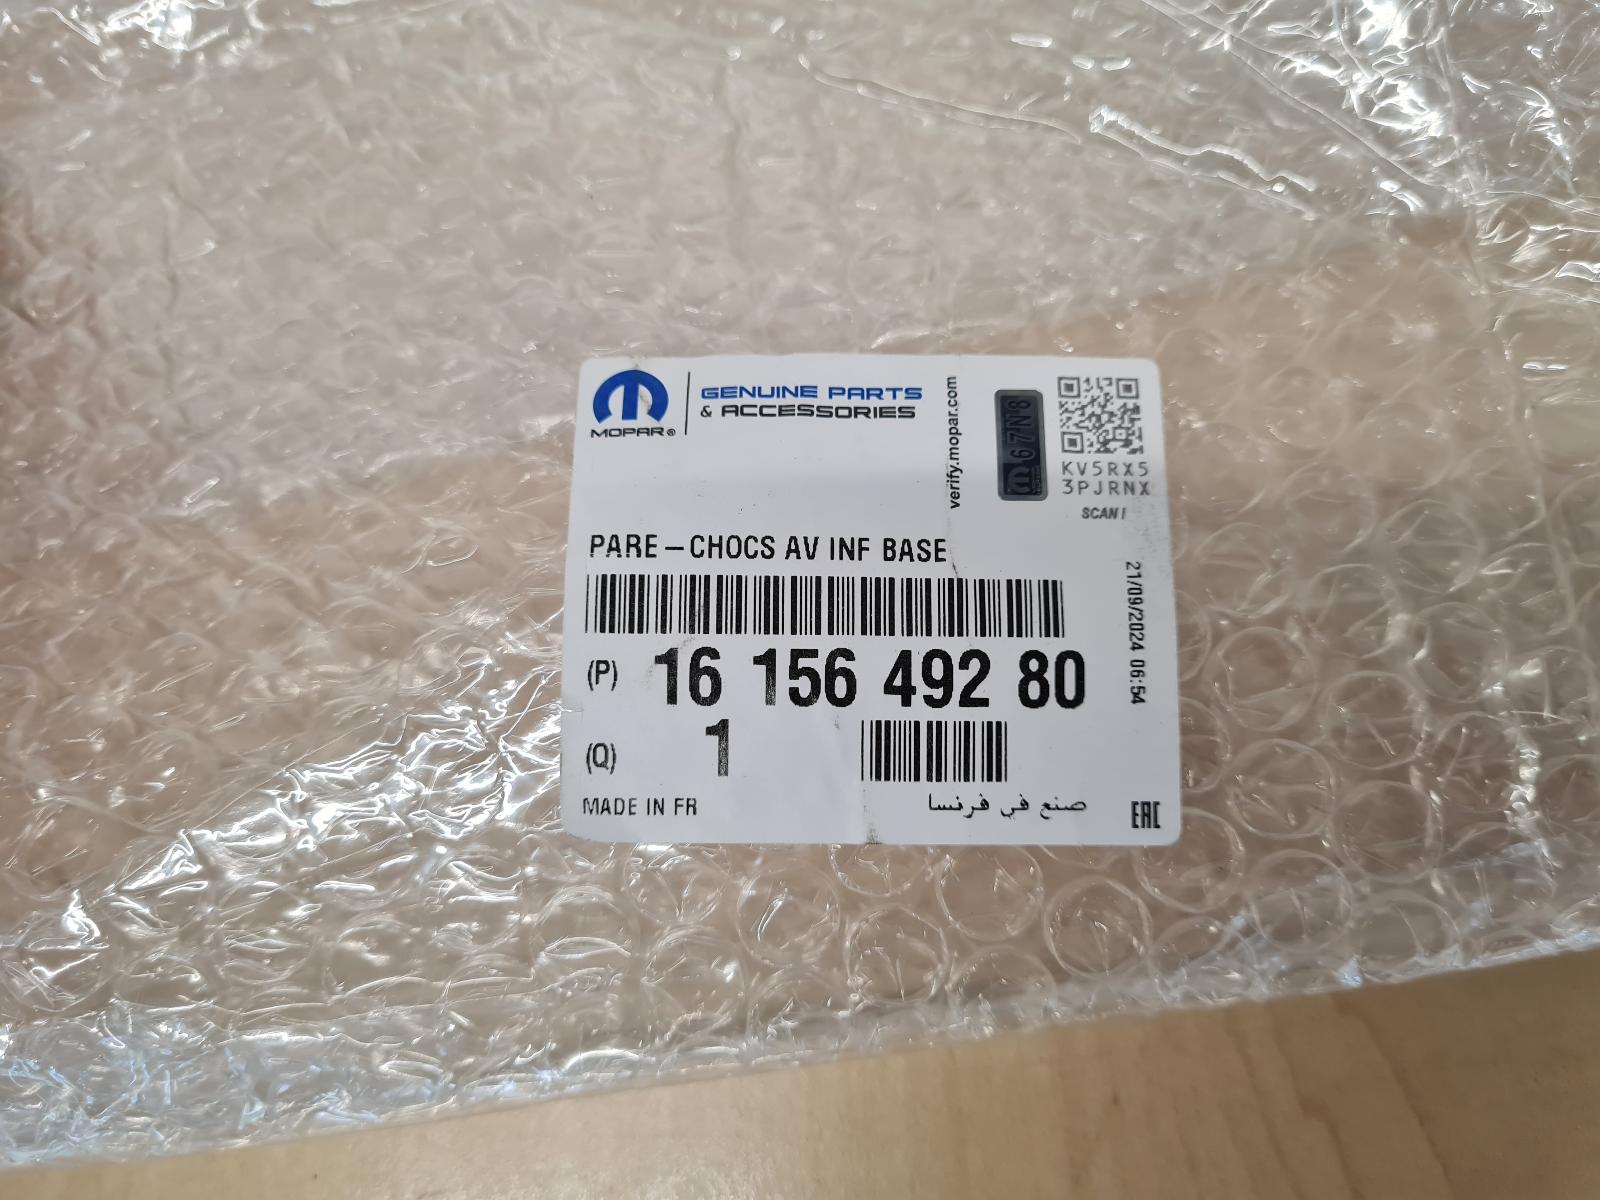 MOPAR®
GENUINE PARTS
& ACCESSORIES
verify.mopar.com
67N8
KV5RX5
3PJRNX
SCAN!
PARE-CHOCS AV INF BASE
21/09/2024 06:54
(P) 16 156 492 80
(Q) 1
MADE IN FR
صنع في فرنسا
EAC